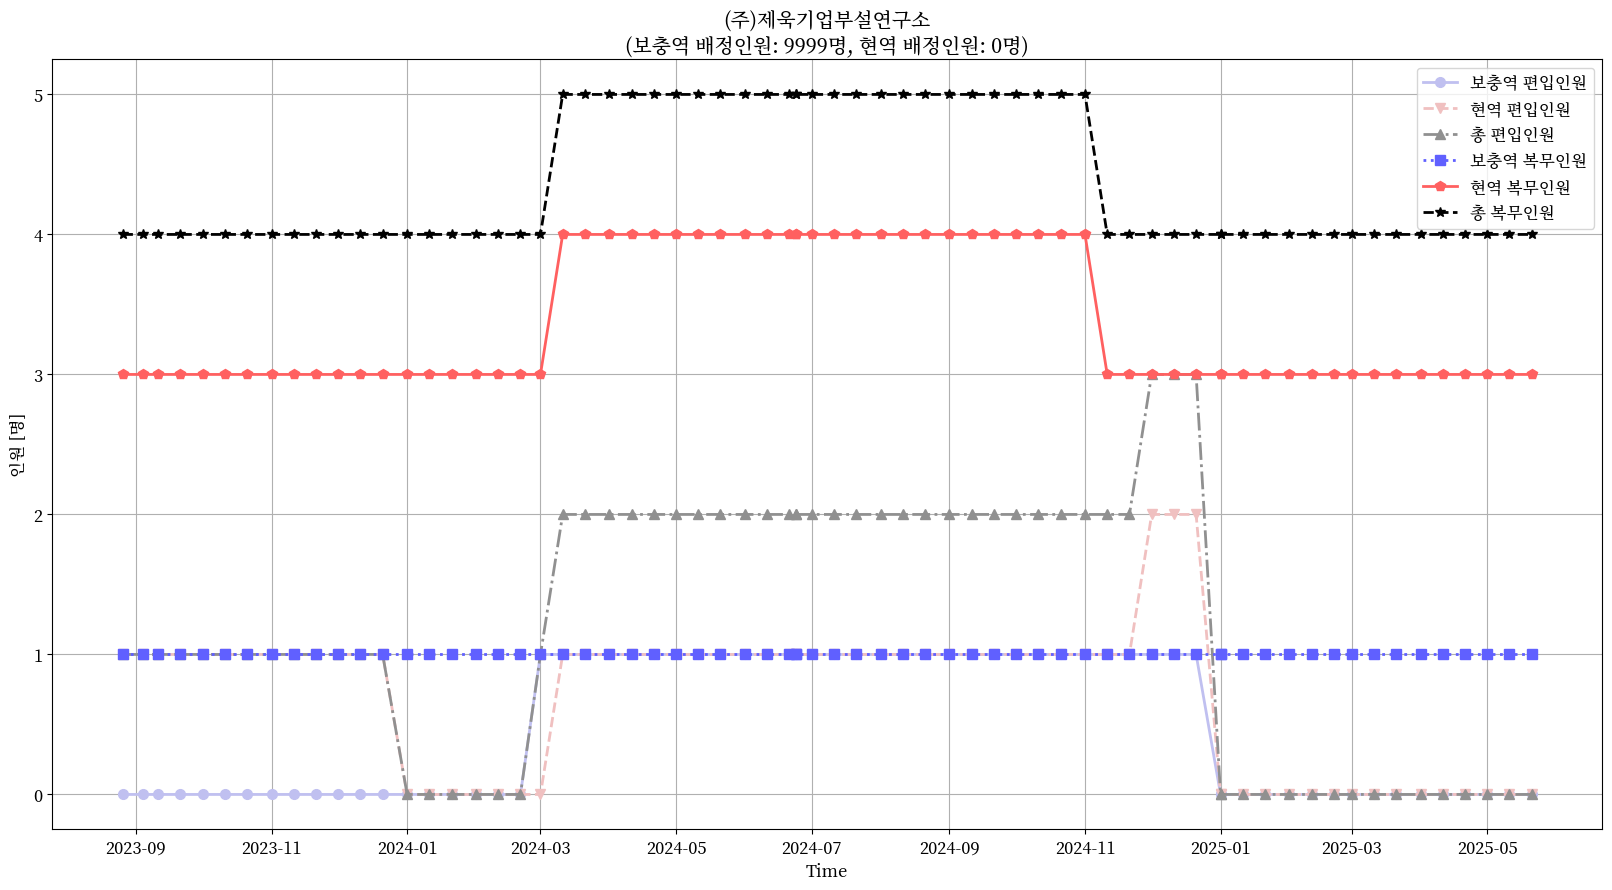 (주)제욱기업부설연구소
(보충역 배정인원: 9999명, 현역 배정인원: 0명)
보충역 편입인원
현역 편입인원
총 편입인원
보충역 복무인원
현역 복무인원
총 복무인원
인원 [명]
5
4
3
2
1
0
2023-09 2023-11 2024-01 2024-03 2024-05 2024-07 2024-09 2024-11 2025-01 2025-03 2025-05
Time